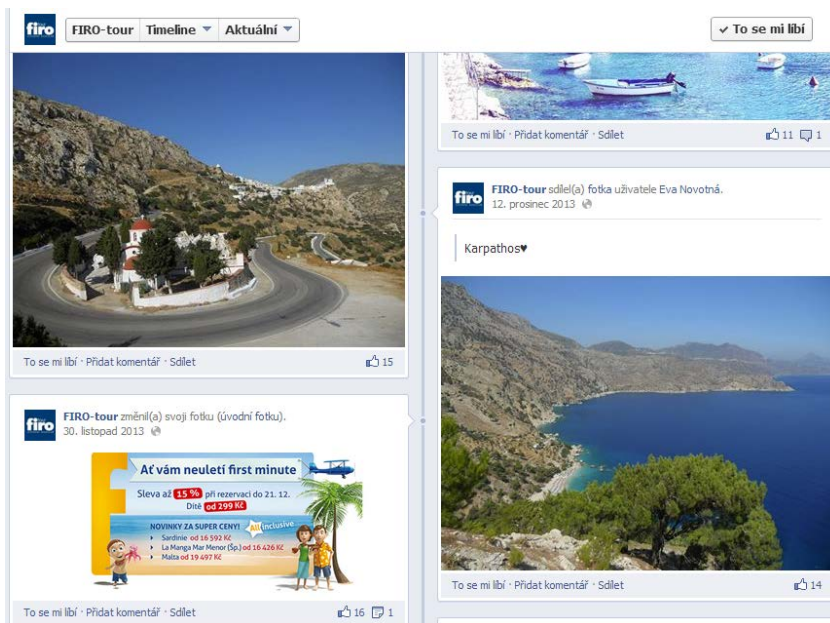 firo FIRO-tour Timeline Aktuální To se mi líbí
To se mi líbí · Přidat komentář · Sdílet 15
firo FIRO-tour změnil(a) svoji fotku (úvodní fotku).
30. listopad 2013
Ať vám neuletí first minute
Sleva až 15 % při rezervaci do 21. 12.
Dítě od 299 Kč
NOVINKY ZA SUPER CENY! All inclusive
Sardinie od 16 592 Kč
La Manga Mar Menor (Šp.) od 16 426 Kč
Malta od 19 497 Kč
To se mi líbí · Přidat komentář · Sdílet 16 1
To se mi líbí · Přidat komentář · Sdílet 11 1
firo FIRO-tour sdílel(a) fotka uživatele Eva Novotná.
12. prosinec 2013
Karpathos♥
To se mi líbí · Přidat komentář · Sdílet 14